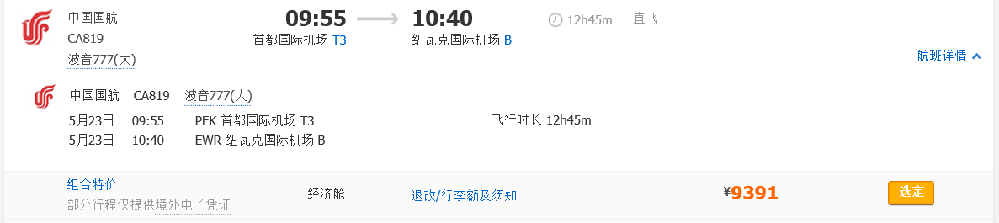 中国国航
CA819
波音777(大)
09:55
首都国际机场 T3
10:40
纽瓦克国际机场 B
12h45m
直飞
航班详情
中国国航 CA819 波音777(大)
5月23日 09:55 PEK 首都国际机场 T3 飞行时长 12h45m
5月23日 10:40 EWR 纽瓦克国际机场 B
组合特价
部分行程仅提供境外电子凭证
经济舱
退改/行李额及须知
¥9391
选定